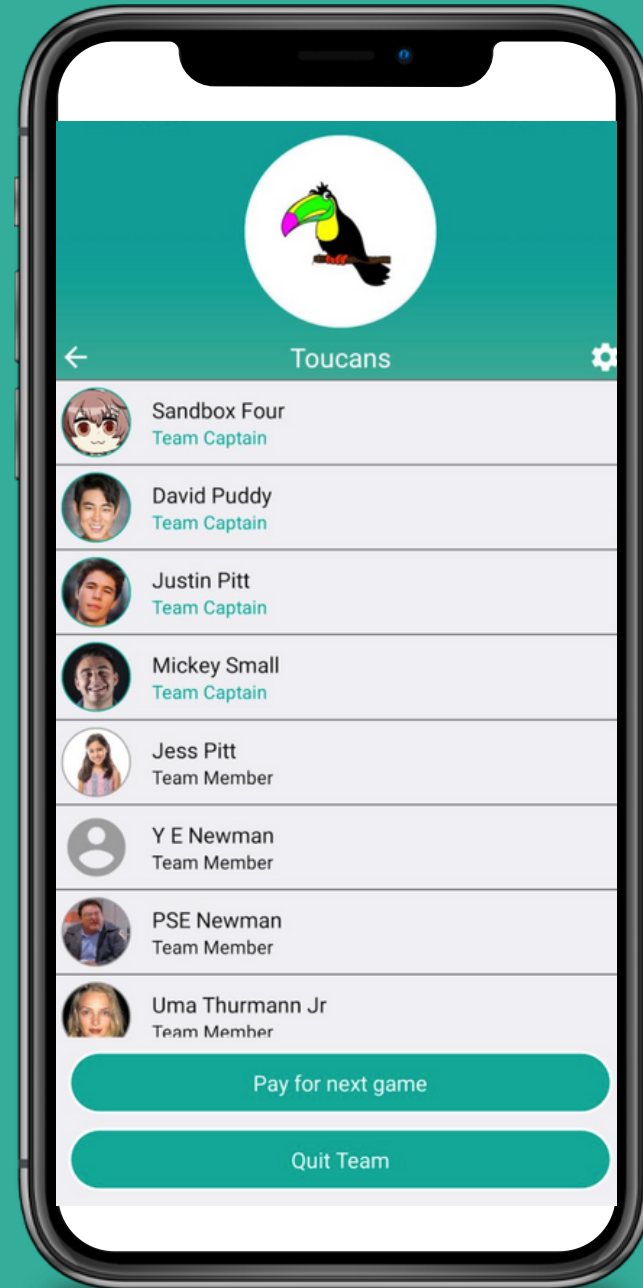 Toucans
Sandbox Four
Team Captain
David Puddy
Team Captain
Justin Pitt
Team Captain
Mickey Small
Team Captain
Jess Pitt
Team Member
Y E Newman
Team Member
PSE Newman
Team Member
Uma Thurmann Jr
Team Member
Pay for next game
Quit Team